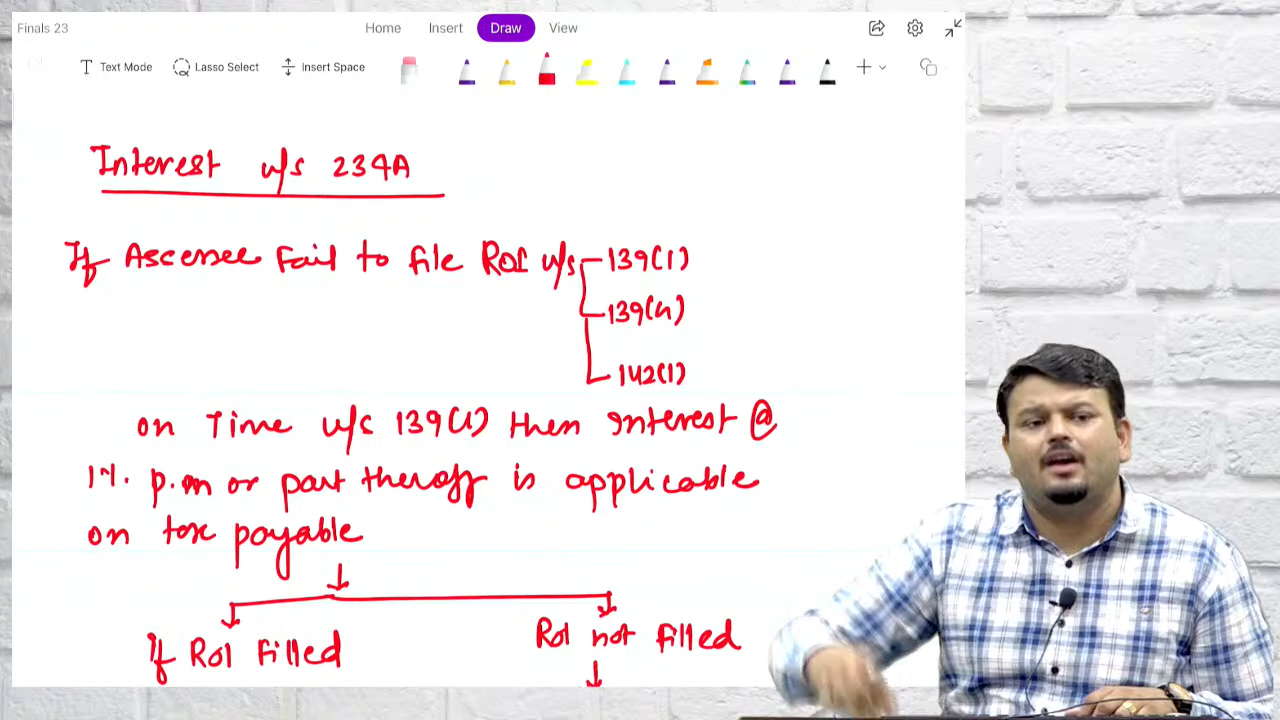 Finals 23
Home Insert Draw View
Text Mode Lasso Select Insert Space
Interest u/s 234A
If Ascessee Fail to file ROI u/s 139(1)
139(4)
142(1)
on Time u/s 139(1) then Interest @
1% p.m or part theroff is applicable
on tax payable
If ROI Filled
ROI not filled